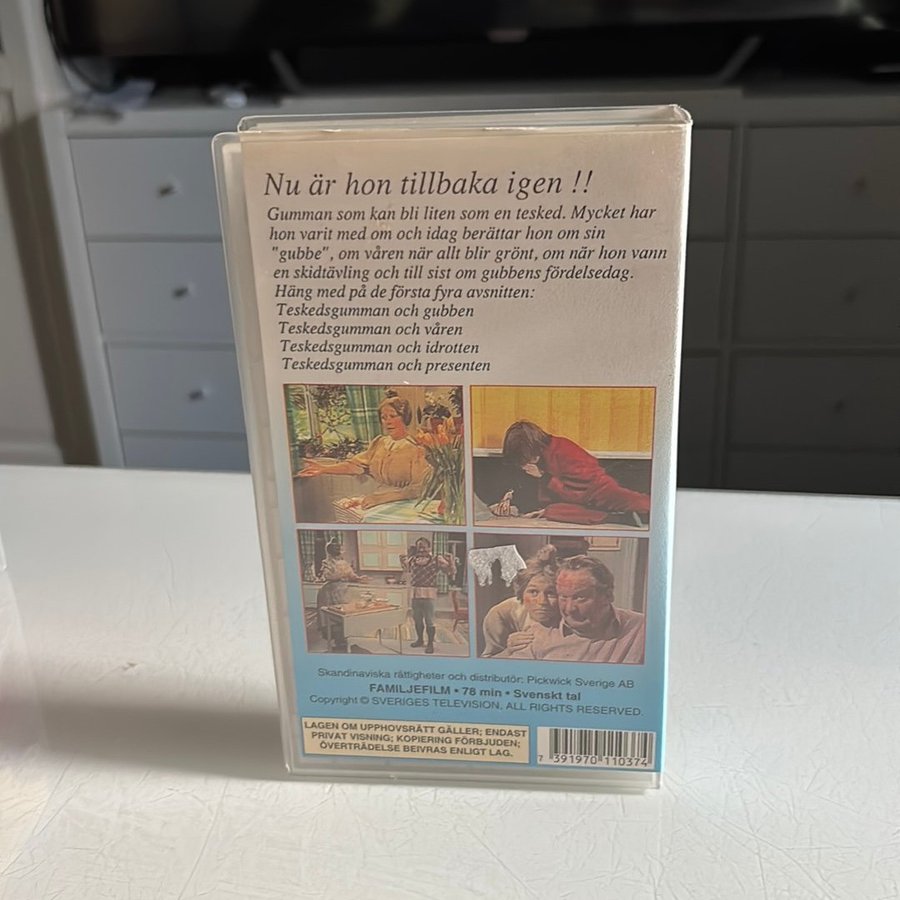 Nu är hon tillbaka igen !!
Gumman som kan bli liten som en tesked. Mycket har
hon varit med om och idag berättar hon om sin
"gubbe", om våren när allt blir grönt, om när hon vann
en skidtävling och till sist om gubbens fördelsedag.
Häng med på de första fyra avsnitten:
Teskedsgumman och gubben
Teskedsgumman och våren
Teskedsgumman och idrotten
Teskedsgumman och presenten
Skandinaviska rättigheter och distributör: Pickwick Sverige AB
FAMILJEFILM • 78 min • Svenskt tal
Copyright © SVERIGES TELEVISION, ALL RIGHTS RESERVED.
LAGEN OM UPPHOVSRÄTT GÄLLER; ENDAST
PRIVAT VISNING; KOPIERING FÖRBJUDEN;
ÖVERTRÄDELSE BEIVRAS ENLIGT LAG.
7 391970 110374